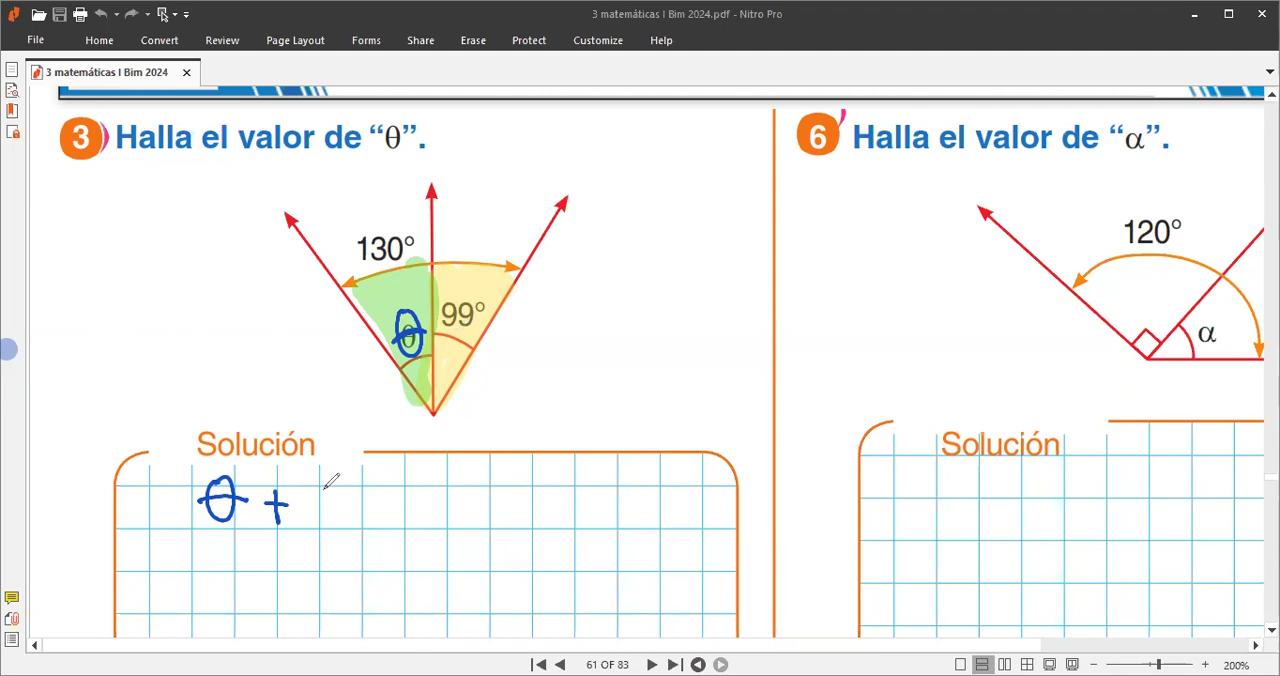 3 matemáticas I Bim 2024.pdf - Nitro Pro
File Home Convert Review Page Layout Forms Share Erase Protect Customize Help
3 matemáticas I Bim 2024
3 Halla el valor de “θ”.
130°
θ
99°
Solución
θ +
6 Halla el valor de “α”.
120°
α
Solución
61 OF 83
200%